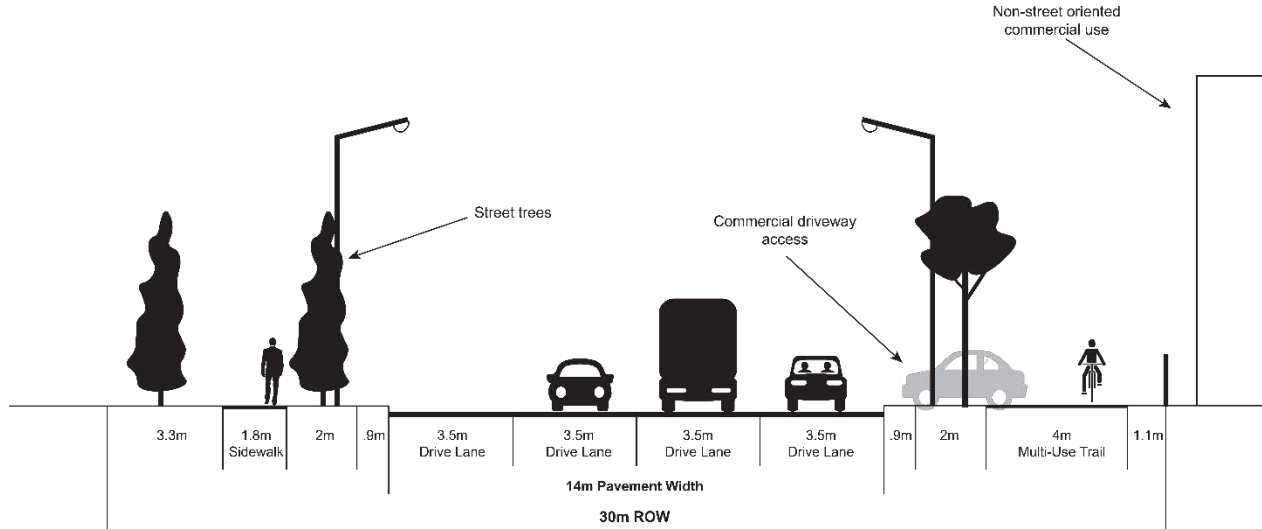 Non-street oriented
commercial use
Street trees
Commercial driveway
access
3.3m
1.8m
Sidewalk
2m
.9m
3.5m
Drive Lane
3.5m
Drive Lane
3.5m
Drive Lane
3.5m
Drive Lane
.9m
2m
4m
Multi-Use Trail
1.1m
14m Pavement Width
30m ROW